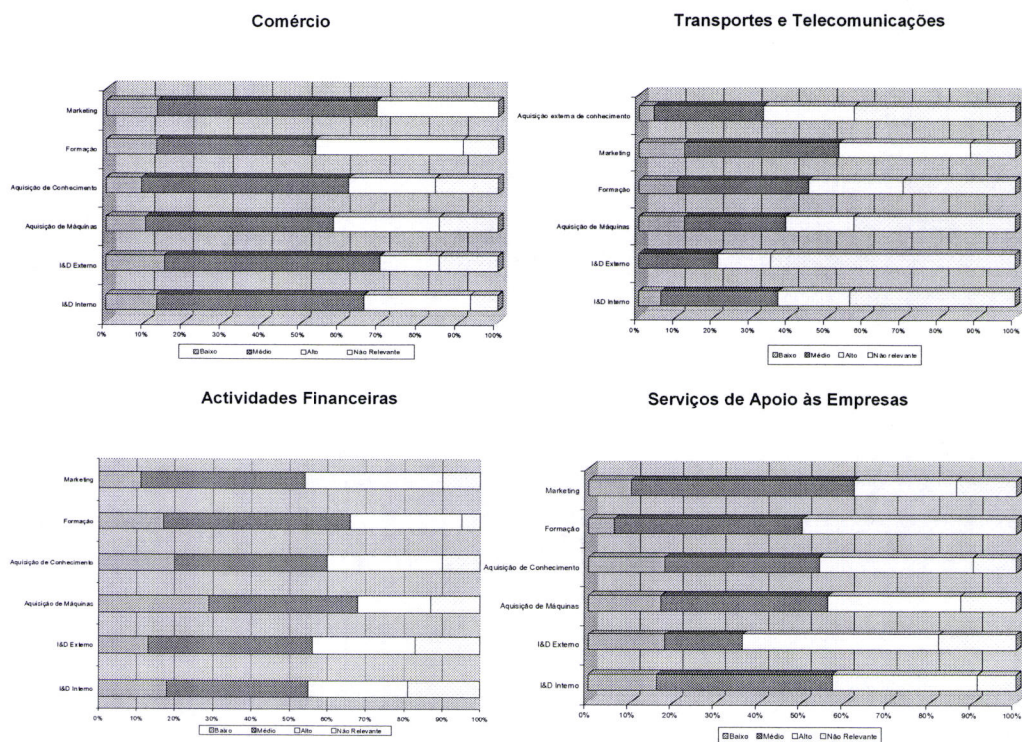 Comércio
Marketing
Formação
Aquisição de Conhecimento
Aquisição de Máquinas
I&D Externo
I&D Interno
0% 10% 20% 30% 40% 50% 60% 70% 80% 90% 100%
Baixo Médio Alto Não Relevante
Transportes e Telecomunicações
Aquisição externa de conhecimento
Marketing
Formação
Aquisição de Máquinas
I&D Externo
I&D Interno
0% 10% 20% 30% 40% 50% 60% 70% 80% 90% 100%
Baixo Médio Alto Não relevante
Actividades Financeiras
Marketing
Formação
Aquisição de Conhecimento
Aquisição de Máquinas
I&D Externo
I&D Interno
0% 10% 20% 30% 40% 50% 60% 70% 80% 90% 100%
Baixo Médio Alto Não Relevante
Serviços de Apoio às Empresas
Marketing
Formação
Aquisição de Conhecimento
Aquisição de Máquinas
I&D Externo
I&D Interno
0% 10% 20% 30% 40% 50% 60% 70% 80% 90% 100%
Baixo Médio Alto Não Relevante